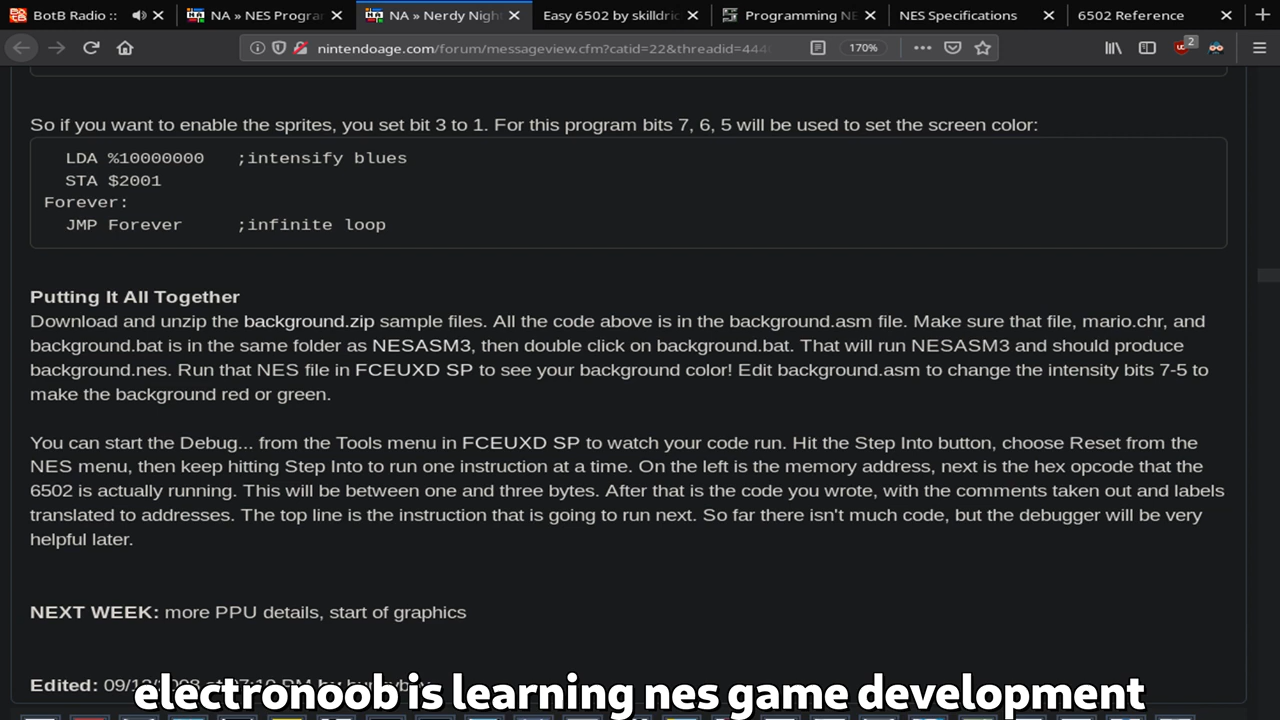 BotB Radio ::
NA » NES Progra
NA » Nerdy Nigh
Easy 6502 by skilldric
Programming NE
NES Specifications
6502 Reference
nintendoage.com/forum/messageview.cfm?catid=22&threadid=444
170%
2
So if you want to enable the sprites, you set bit 3 to 1. For this program bits 7, 6, 5 will be used to set the screen color:
LDA %10000000 ;intensify blues
STA $2001
Forever:
JMP Forever ;infinite loop
Putting It All Together
Download and unzip the background.zip sample files. All the code above is in the background.asm file. Make sure that file, mario.chr, and
background.bat is in the same folder as NESASM3, then double click on background.bat. That will run NESASM3 and should produce
background.nes. Run that NES file in FCEUXD SP to see your background color! Edit background.asm to change the intensity bits 7-5 to
make the background red or green.
You can start the Debug... from the Tools menu in FCEUXD SP to watch your code run. Hit the Step Into button, choose Reset from the
NES menu, then keep hitting Step Into to run one instruction at a time. On the left is the memory address, next is the hex opcode that the
6502 is actually running. This will be between one and three bytes. After that is the code you wrote, with the comments taken out and labels
translated to addresses. The top line is the instruction that is going to run next. So far there isn't much code, but the debugger will be very
helpful later.
NEXT WEEK: more PPU details, start of graphics
Edited:
electronoob is learning nes game development